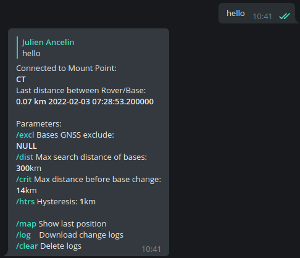 hello
10:41
Julien Ancelin
hello
Connected to Mount Point:
CT
Last distance between Rover/Base:
0.07 km 2022-02-03 07:28:53.200000
Parameters:
/excl Bases GNSS exclude:
NULL
/dist Max search distance of bases:
300km
/crit Max distance before base change:
14km
/htrs Hysteresis: 1km
/map Show last position
/log Download change logs
/clear Delete logs
10:41